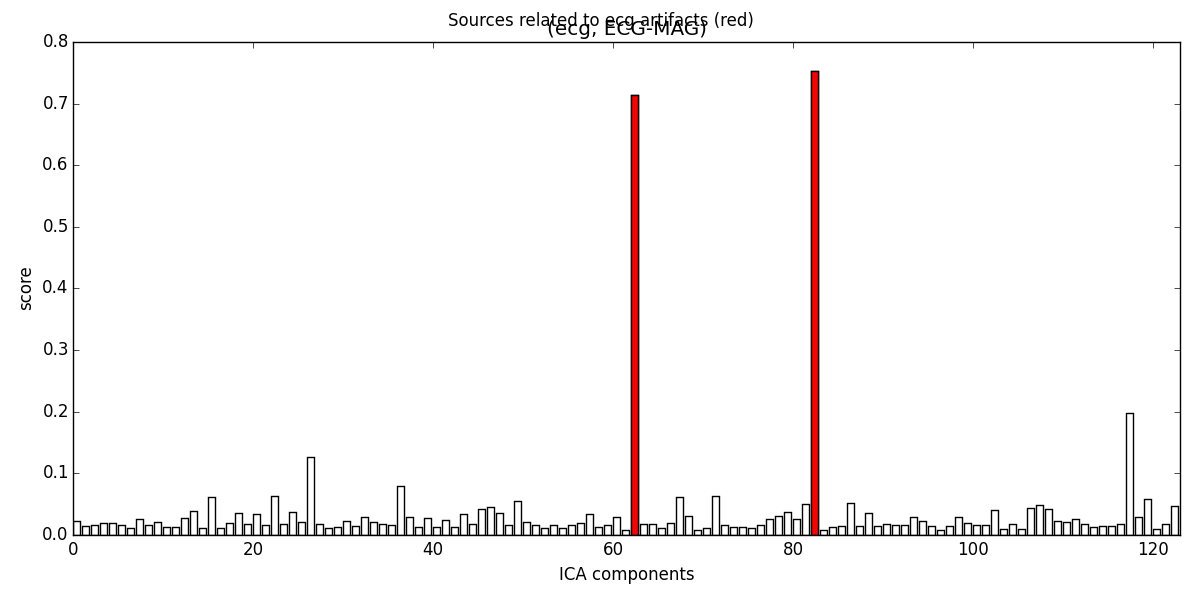 Sources related to ecg artifacts (red)
(ecg, ECG-MAG)
0.8
0.7
0.6
0.5
0.4
0.3
0.2
0.1
0.0
score
0 20 40 60 80 100 120
ICA components